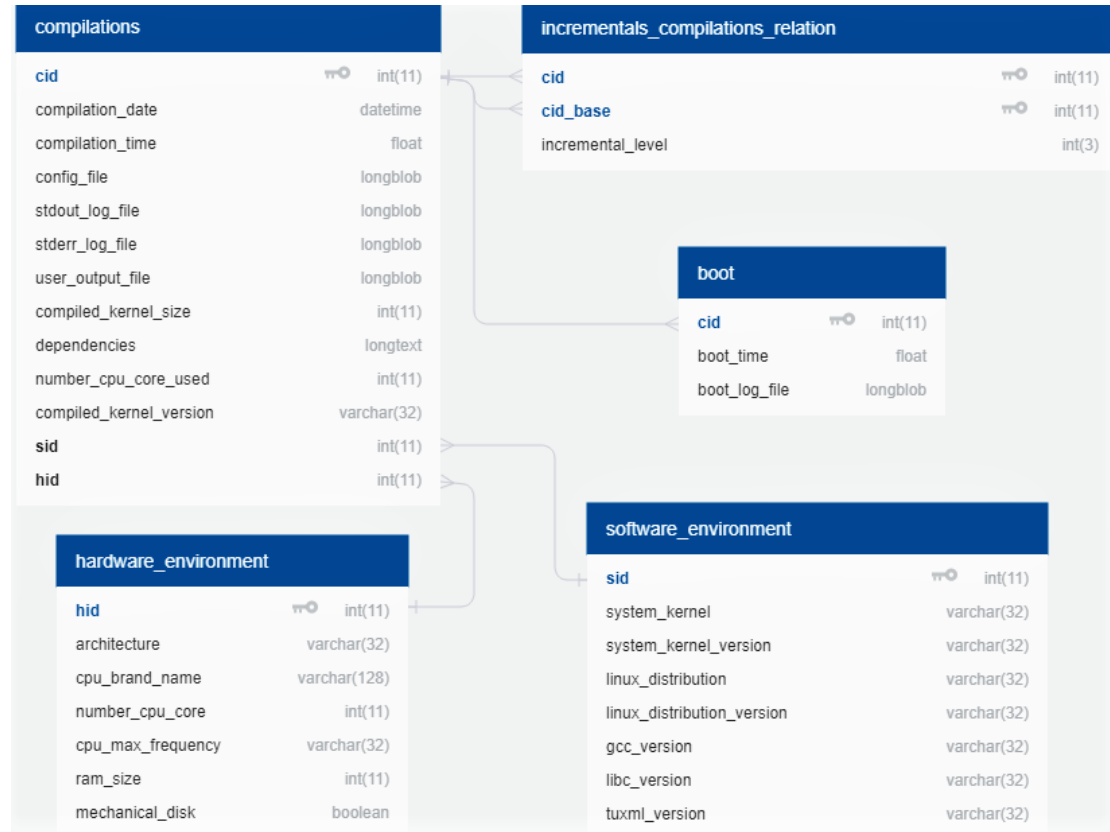 compilations
cid int(11)
compilation_date datetime
compilation_time float
config_file longblob
stdout_log_file longblob
stderr_log_file longblob
user_output_file longblob
compiled_kernel_size int(11)
dependencies longtext
number_cpu_core_used int(11)
compiled_kernel_version varchar(32)
sid int(11)
hid int(11)
incrementals_compilations_relation
cid int(11)
cid_base int(11)
incremental_level int(3)
boot
cid int(11)
boot_time float
boot_log_file longblob
hardware_environment
hid int(11)
architecture varchar(32)
cpu_brand_name varchar(128)
number_cpu_core int(11)
cpu_max_frequency varchar(32)
ram_size int(11)
mechanical_disk boolean
software_environment
sid int(11)
system_kernel varchar(32)
system_kernel_version varchar(32)
linux_distribution varchar(32)
linux_distribution_version varchar(32)
gcc_version varchar(32)
libc_version varchar(32)
tuxml_version varchar(32)